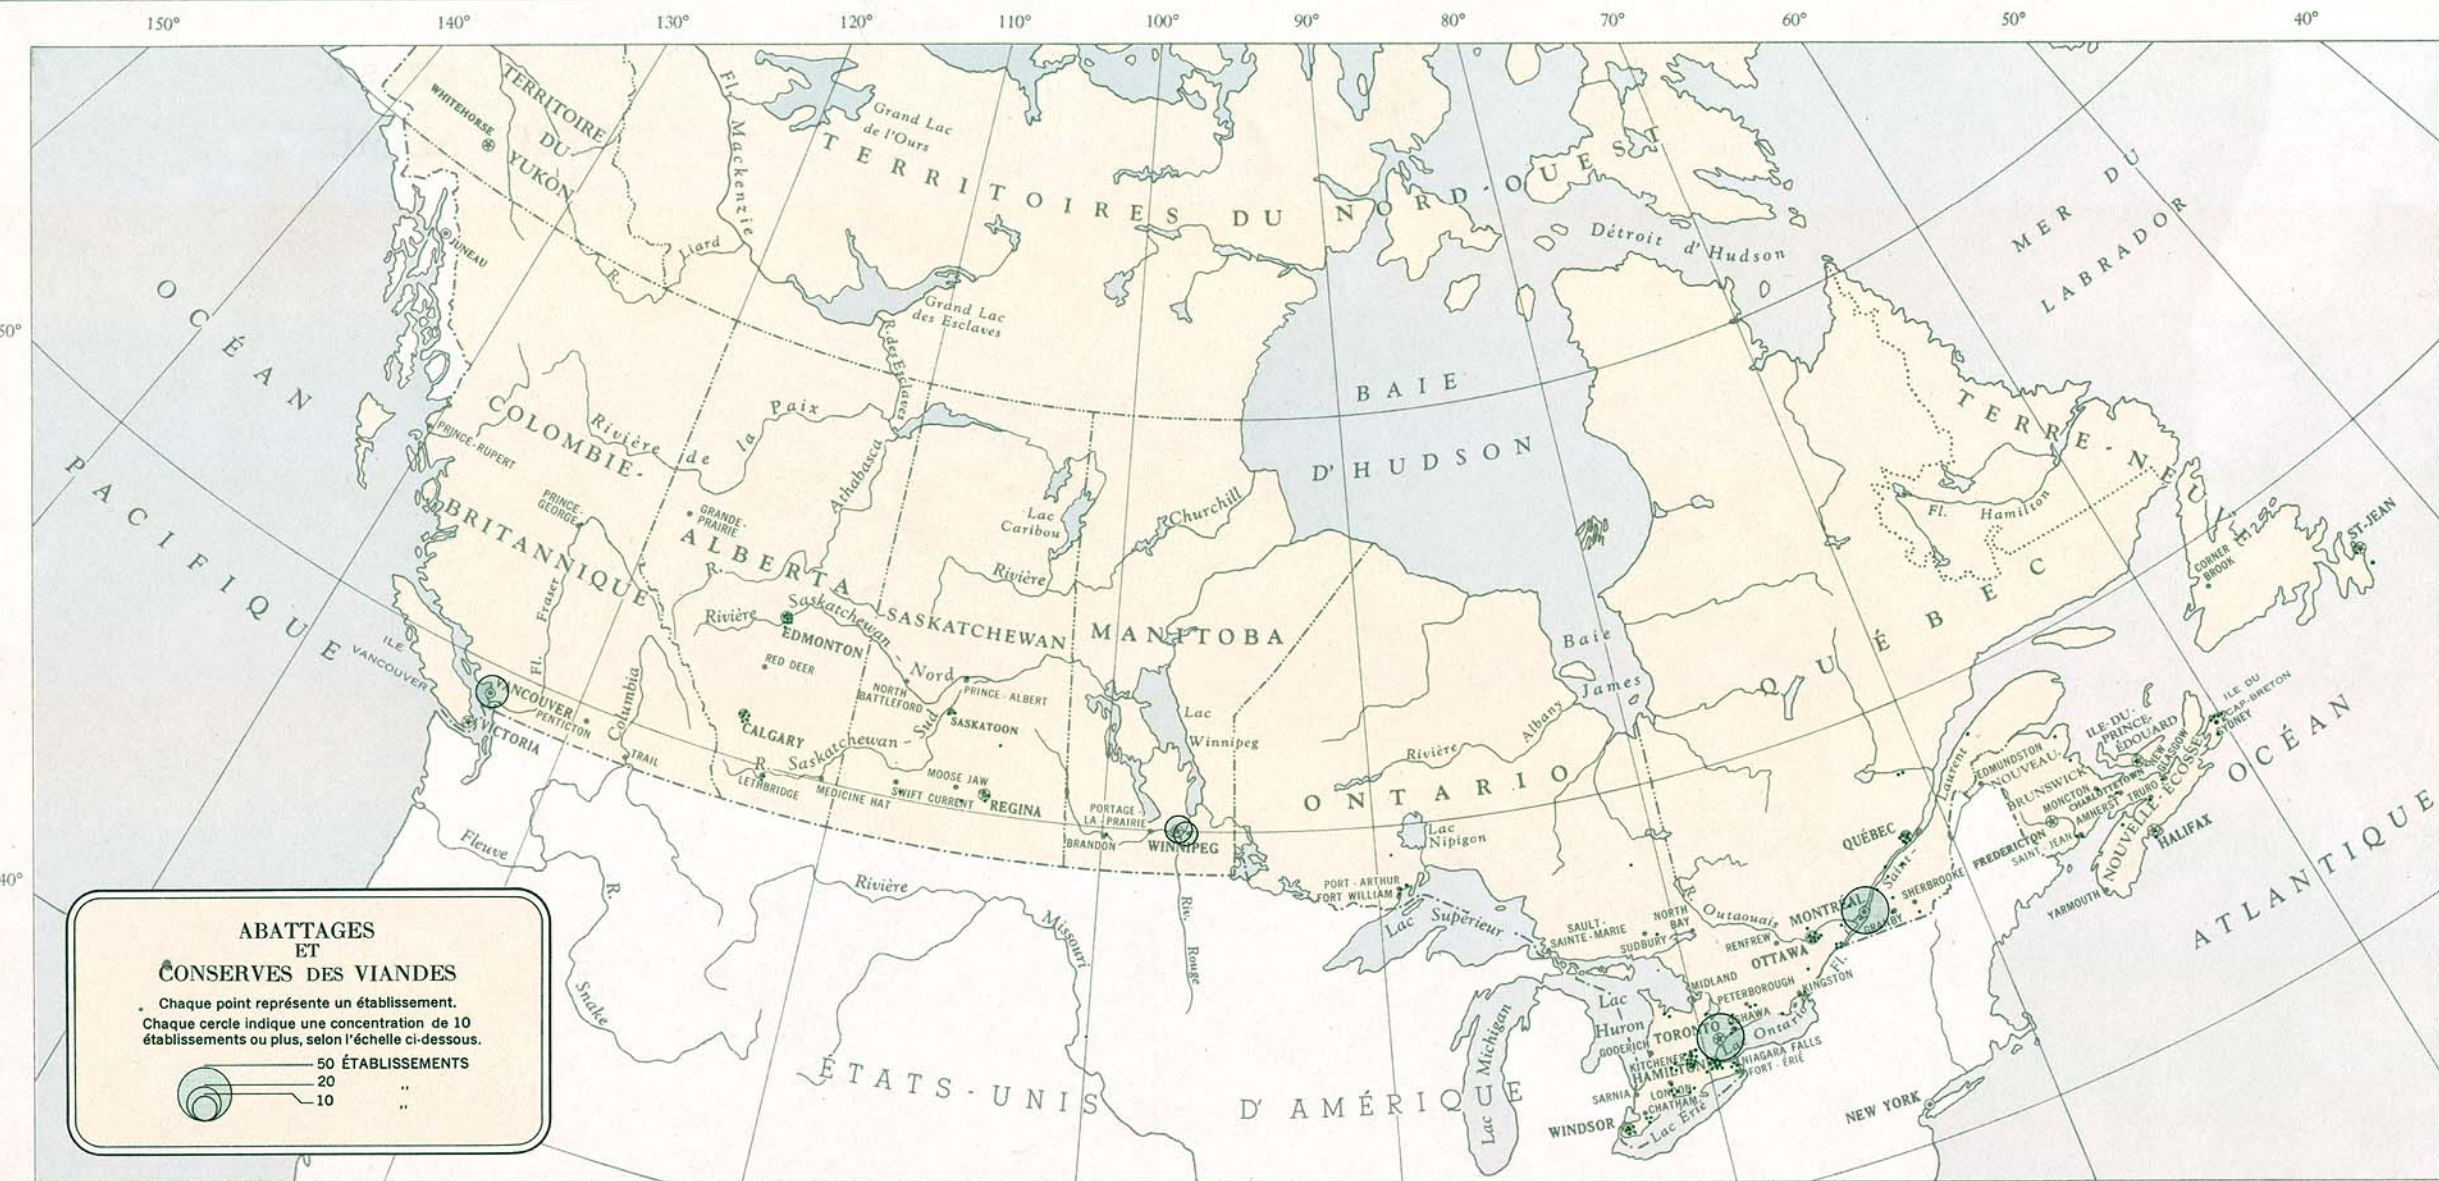 150°
140°
130°
120°
110°
100°
90°
80°
70°
60°
50°
40°
50°
40°
WHITEHORSE
TERRITOIRE
DU
YUKON
JUNEAU
Fl. Mackenzie
Grand Lac
de l'Ours
TERRITOIRES DU NORD-OUEST
R. Liard
Grand Lac
des Esclaves
R. des Esclaves
Détroit d'Hudson
MER DU
LABRADOR
OCÉAN
PACIFIQUE
BAIE
D'HUDSON
TERRE-NEU
COLOMBIE-
BRITANNIQUE
PRINCE-RUPERT
PRINCE-
GEORGE
Rivière de la Paix
GRANDE-
PRAIRIE
ALBERTA
Athabasca
R.
Lac
Caribou
Rivière
Churchill
Fl. Hamilton
CORNER
BROOK
ST-JEAN
Fl. Fraser
ILE
VANCOUVER
VANCOUVER
VICTORIA
PENTICTON
Columbia
TRAIL
Rivière
Saskatchewan - Nord
EDMONTON
RED DEER
CALGARY
LETHBRIDGE
MEDICINE HAT
R. Saskatchewan - Sud
SASKATCHEWAN
NORTH
BATTLEFORD
PRINCE-ALBERT
SASKATOON
MOOSE JAW
SWIFT CURRENT
REGINA
MANITOBA
Lac
Winnipeg
PORTAGE-
LA-PRAIRIE
BRANDON
WINNIPEG
Baie
James
Rivière Albany
ONTARIO
Lac
Nipigon
PORT-ARTHUR
FORT WILLIAM
Lac Supérieur
QUÉBEC
QUÉBEC
Fl. Saint-Laurent
SHERBROOKE
MONTRÉAL
GRANBY
R. Outaouais
SAULT-
SAINTE-MARIE
NORTH
BAY
SUDBURY
RENFREW
OTTAWA
MIDLAND
PETERBOROUGH
KINGSTON
OSHAWA
TORONTO
Lac Ontario
Lac
Huron
GODERICH
KITCHENER
HAMILTON
NIAGARA FALLS
FORT-ÉRIÉ
SARNIA
LONDON
CHATHAM
WINDSOR
Lac Érié
Lac Michigan
NEW YORK
EDMUNDSTON
NOUVEAU-
BRUNSWICK
ILE-DU-
PRINCE-
ÉDOUARD
ILE DU
CAP-BRETON
SYDNEY
MONCTON
CHARLOTTETOWN
NEW
GLASGOW
AMHERST
TRURO
FREDERICTON
SAINT-JEAN
NOUVELLE-ÉCOSSE
HALIFAX
YARMOUTH
OCÉAN
ATLANTIQUE
Fleuve
R.
Snake
Rivière Missouri
Riv. Rouge
ÉTATS-UNIS D'AMÉRIQUE
ABATTAGES
ET
CONSERVES DES VIANDES
Chaque point représente un établissement.
Chaque cercle indique une concentration de 10
établissements ou plus, selon l'échelle ci-dessous.
50 ÉTABLISSEMENTS
20 "
10 "